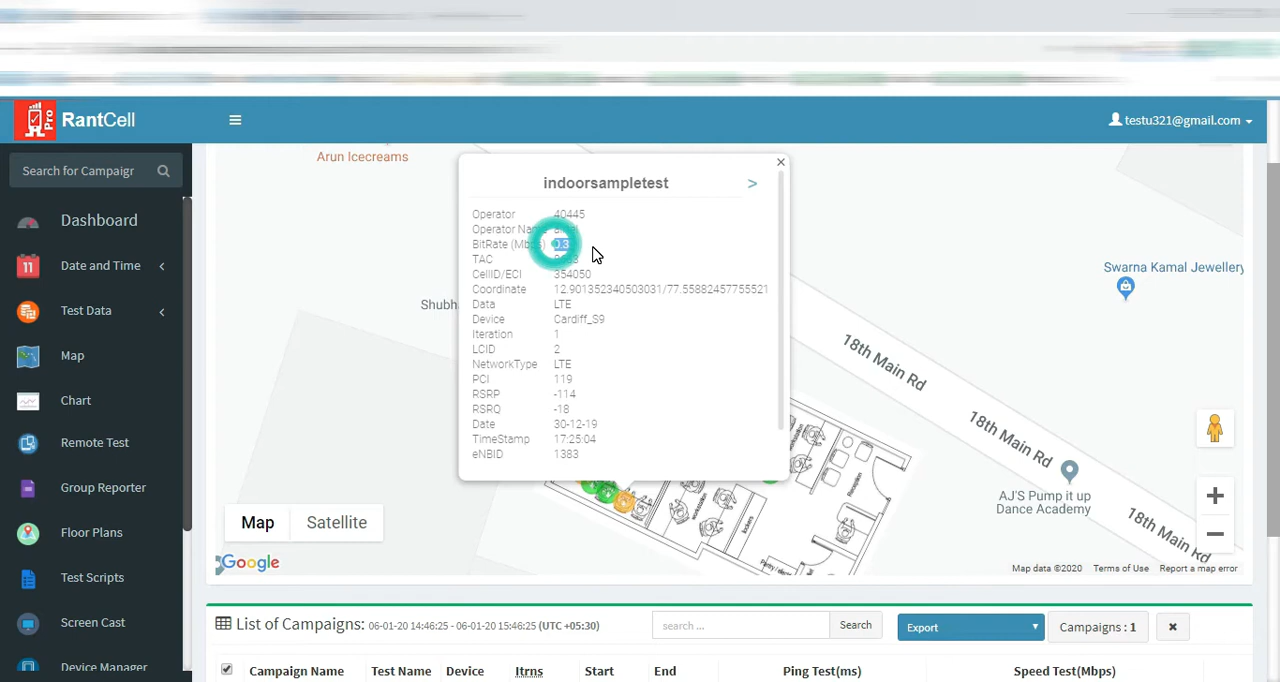 Pro RantCell
testu321@gmail.com
Search for Campaigr
Dashboard
11 Date and Time
Test Data
Map
Chart
Remote Test
Group Reporter
Floor Plans
Test Scripts
Screen Cast
Device Manager
Arun Icecreams
Swarna Kamal Jewellery
Shubh
18th Main Rd
18th Main Rd
18th Main Rd
AJ'S Pump it up
Dance Academy
indoorsampletest >
Operator 40445
Operator
BitRate
TAC
CellID/ECI 354050
Coordinate 12.901352340503031/77.55882457755521
Data LTE
Device Cardiff_S9
Iteration 1
LCID 2
NetworkType LTE
PCI 119
RSRP -114
RSRQ -18
Date 30-12-19
TimeStamp 17:25:04
eNBID 1383
workstation
lockers
Reception
Map Satellite
Google
Map data ©2020 Terms of Use Report a map error
List of Campaigns: 06-01-20 14:46:25 - 06-01-20 15:46:25 (UTC +05:30)
search ... Search Export Campaigns : 1
Campaign Name Test Name Device Itrns Start End Ping Test(ms) Speed Test(Mbps)